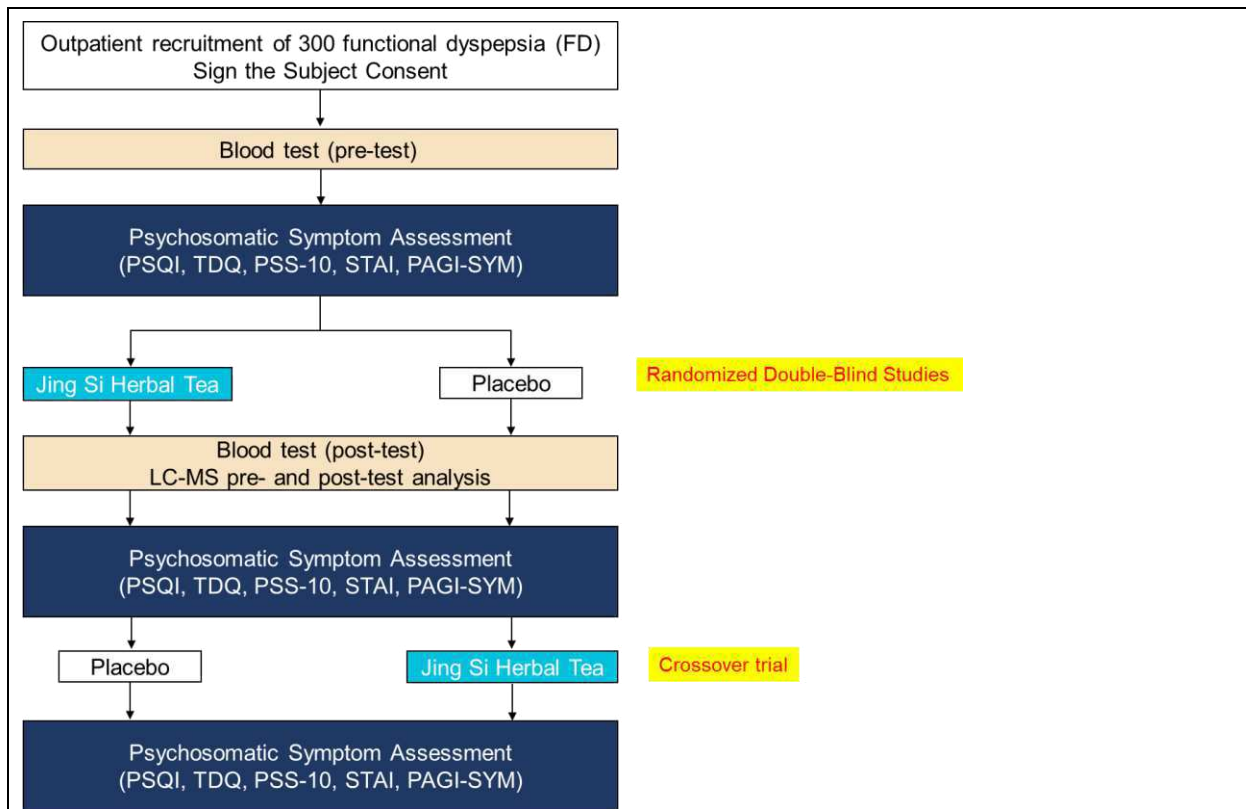 Outpatient recruitment of 300 functional dyspepsia (FD)
Sign the Subject Consent
Blood test (pre-test)
Psychosomatic Symptom Assessment
(PSQI, TDQ, PSS-10, STAI, PAGI-SYM)
Jing Si Herbal Tea
Placebo
Randomized Double-Blind Studies
Blood test (post-test)
LC-MS pre- and post-test analysis
Psychosomatic Symptom Assessment
(PSQI, TDQ, PSS-10, STAI, PAGI-SYM)
Placebo
Jing Si Herbal Tea
Crossover trial
Psychosomatic Symptom Assessment
(PSQI, TDQ, PSS-10, STAI, PAGI-SYM)